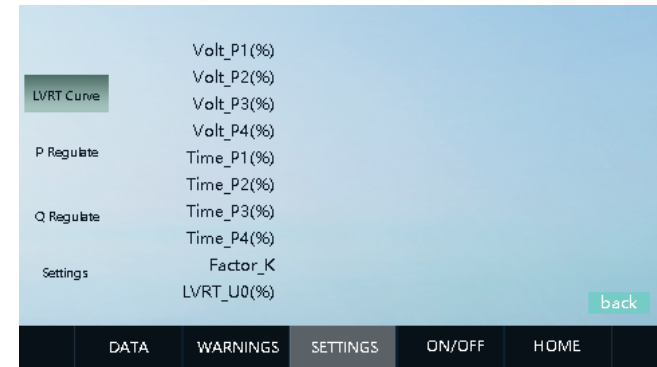 LVRT Curve
P Regulate
Q Regulate
Settings
Volt_P1(%)
Volt_P2(%)
Volt_P3(%)
Volt_P4(%)
Time_P1(%)
Time_P2(%)
Time_P3(%)
Time_P4(%)
Factor_K
LVRT_U0(%)
back
DATA WARNINGS SETTINGS ON/OFF HOME